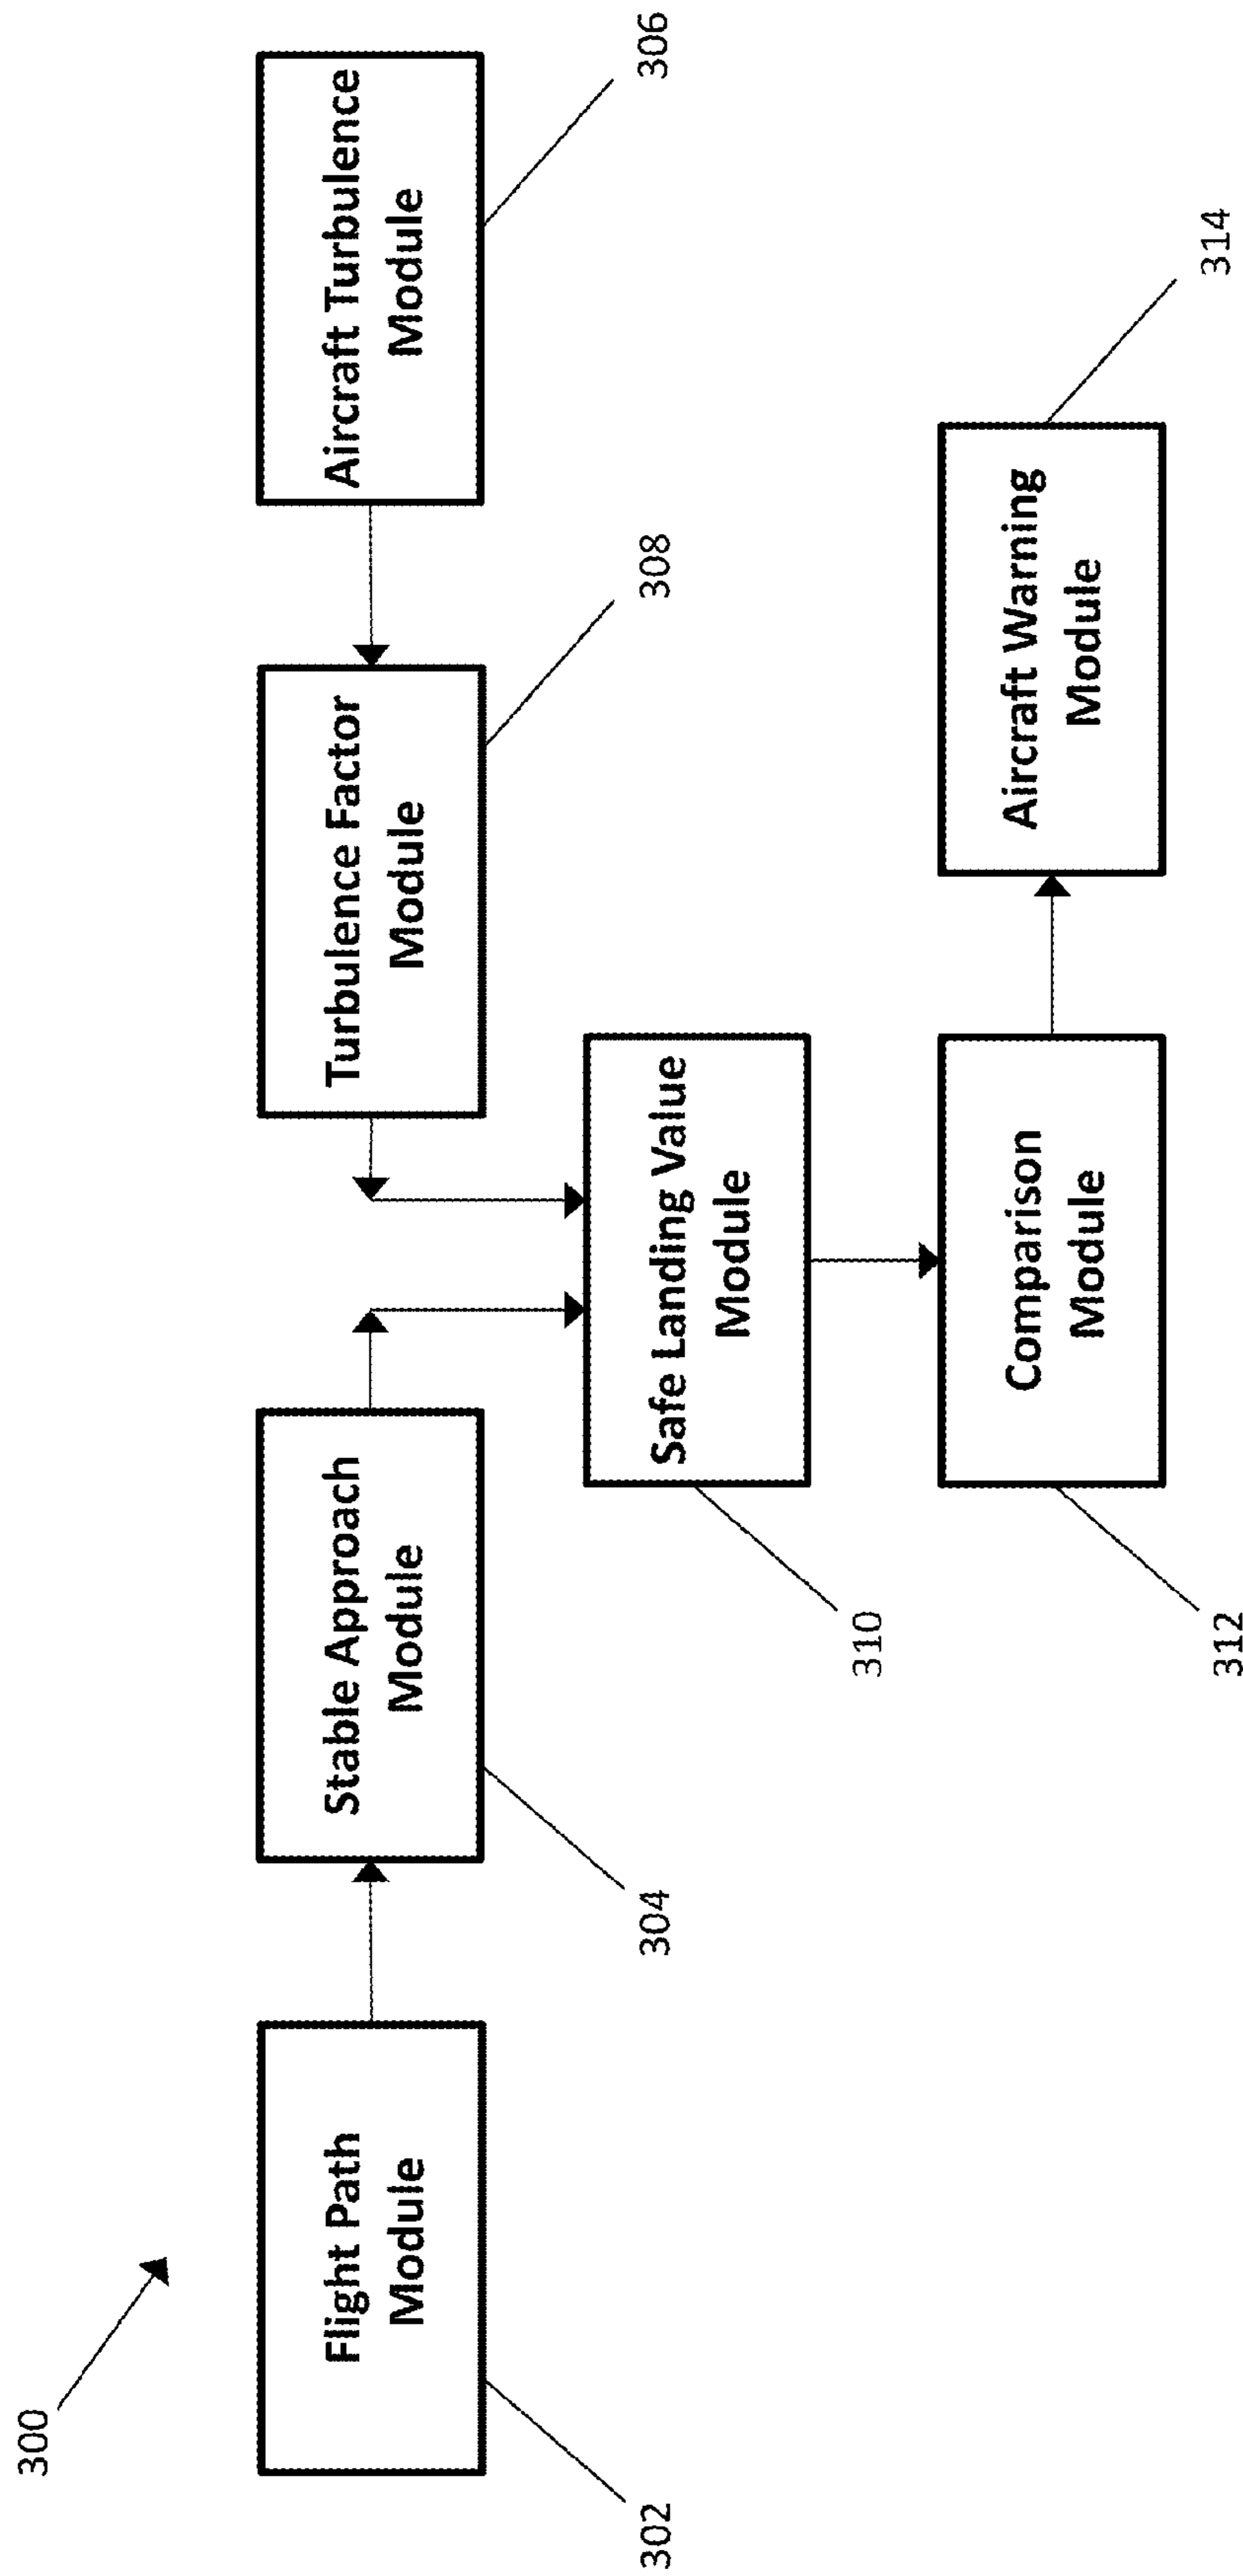 300
Flight Path
Module
302
Stable Approach
Module
304
Turbulence Factor
Module
308
Aircraft Turbulence
Module
306
Safe Landing Value
Module
310
Comparison
Module
312
Aircraft Warning
Module
314